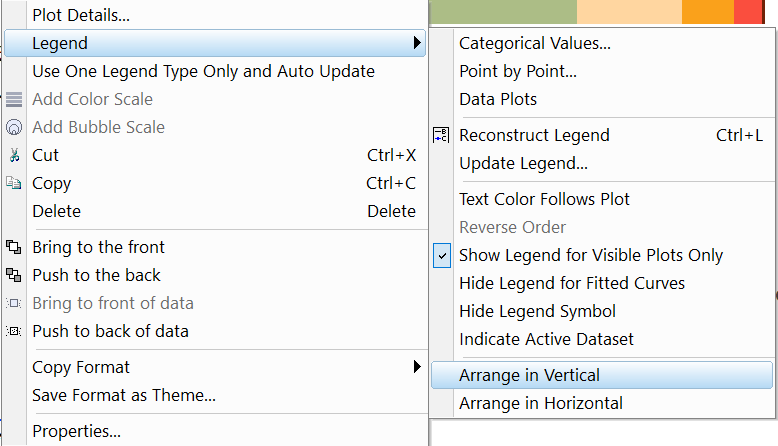 Plot Details...
Legend
Use One Legend Type Only and Auto Update
Add Color Scale
Add Bubble Scale
Cut Ctrl+X
Copy Ctrl+C
Delete Delete
Bring to the front
Push to the back
Bring to front of data
Push to back of data
Copy Format
Save Format as Theme...
Properties...
Categorical Values...
Point by Point...
Data Plots
Reconstruct Legend Ctrl+L
Update Legend...
Text Color Follows Plot
Reverse Order
Show Legend for Visible Plots Only
Hide Legend for Fitted Curves
Hide Legend Symbol
Indicate Active Dataset
Arrange in Vertical
Arrange in Horizontal